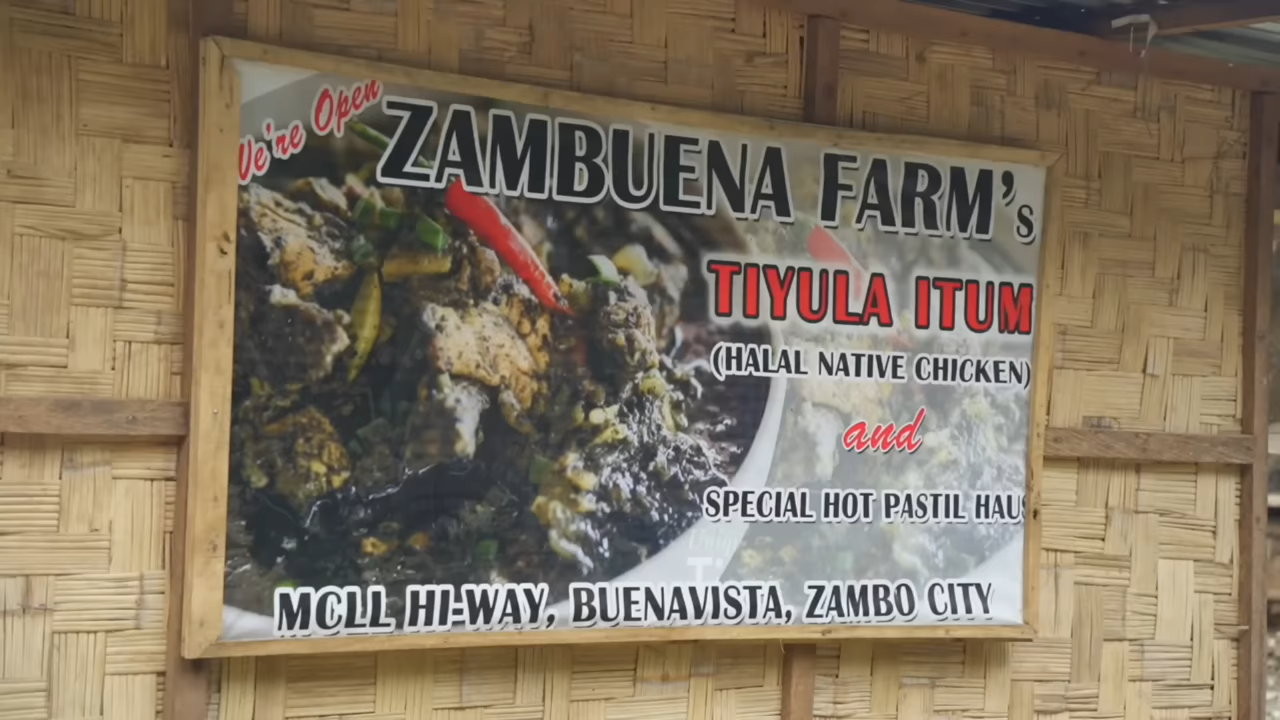 We're Open
ZAMBUENA FARM's
TIYULA ITUM
(HALAL NATIVE CHICKEN)
and
SPECIAL HOT PASTIL HAUS
MCLL HI-WAY, BUENAVISTA, ZAMBO CITY